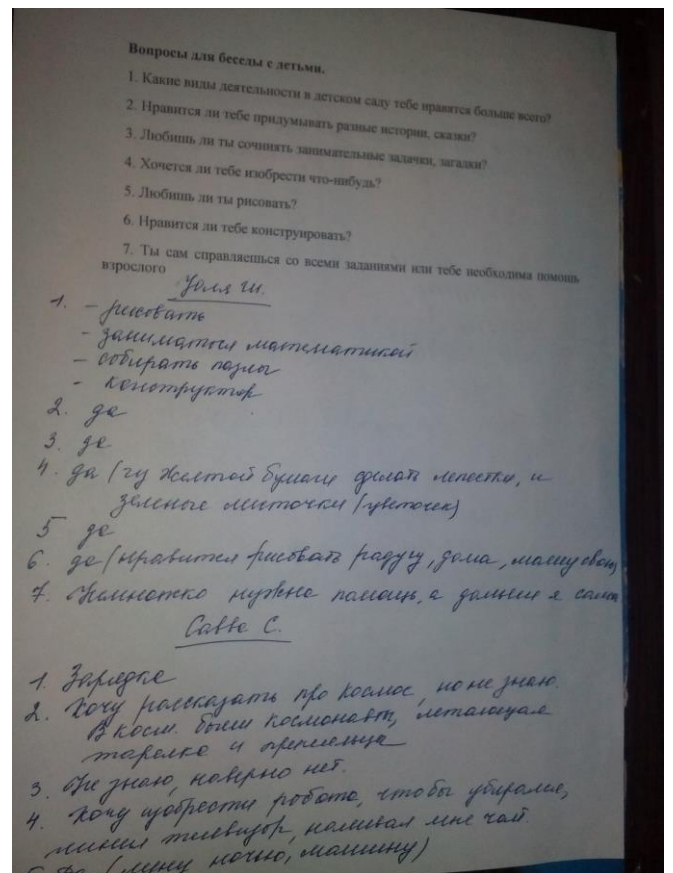 Вопросы для беседы с детьми.
1. Какие виды деятельности в детском саду тебе нравятся больше всего?
2. Нравится ли тебе придумывать разные истории, сказки?
3. Любишь ли ты сочинять занимательные задачки, загадки?
4. Хочется ли тебе изобрести что-нибудь?
5. Любишь ли ты рисовать?
6. Нравится ли тебе конструировать?
7. Ты сам справляешься со всеми заданиями или тебе необходима помощь
взрослого
1. - рисовать
- заниматься математикой
- собирать пазлы
- конструктор
2. да
3. да
4. да (из желтой бумаги сделать лепестки, и
зеленые листочки (цветочек)
5 да
6. да (нравится рисовать радугу, дома, машу свою
7. Немножко нужна помощь, а дальше я сама
Савва С.
1. Зарядка
2. Хочу рассказать про космос, но не знаю.
В косм. были космонавт, летающая
тарелка и пришельцы
3. Не знаю, наверно нет.
4. Хочу изобрести робота, чтобы убирался,
телевизор, наливал мне чай.
(луну ночью, машину)